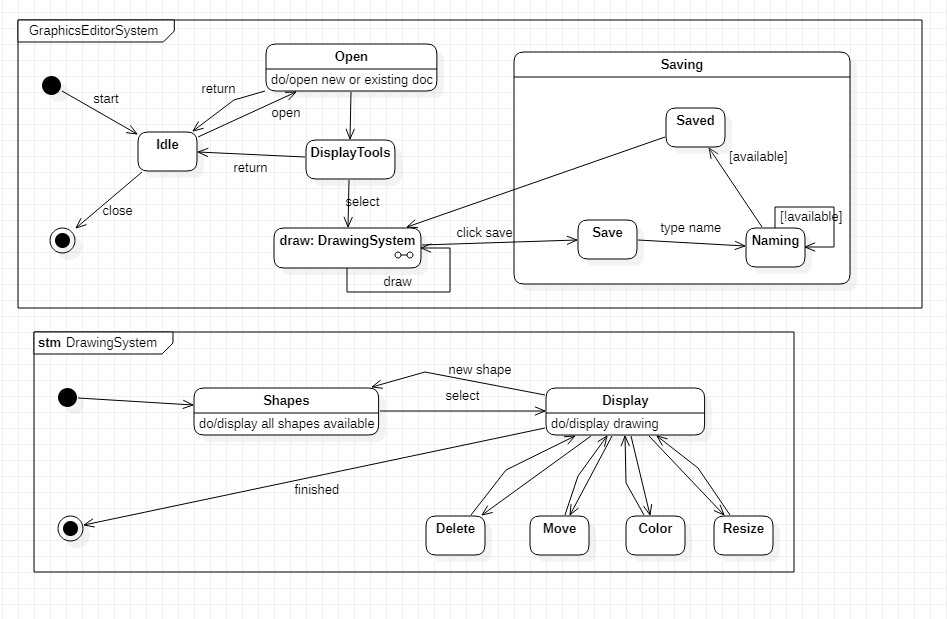 GraphicsEditorSystem
Open
do/open new or existing doc
Saving
return
start
open
Saved
Idle
DisplayTools
[available]
return
select
close
[!available]
click save
type name
Save
Naming
draw: DrawingSystem
draw
stm DrawingSystem
new shape
select
Shapes
do/display all shapes available
Display
do/display drawing
finished
Delete
Move
Color
Resize